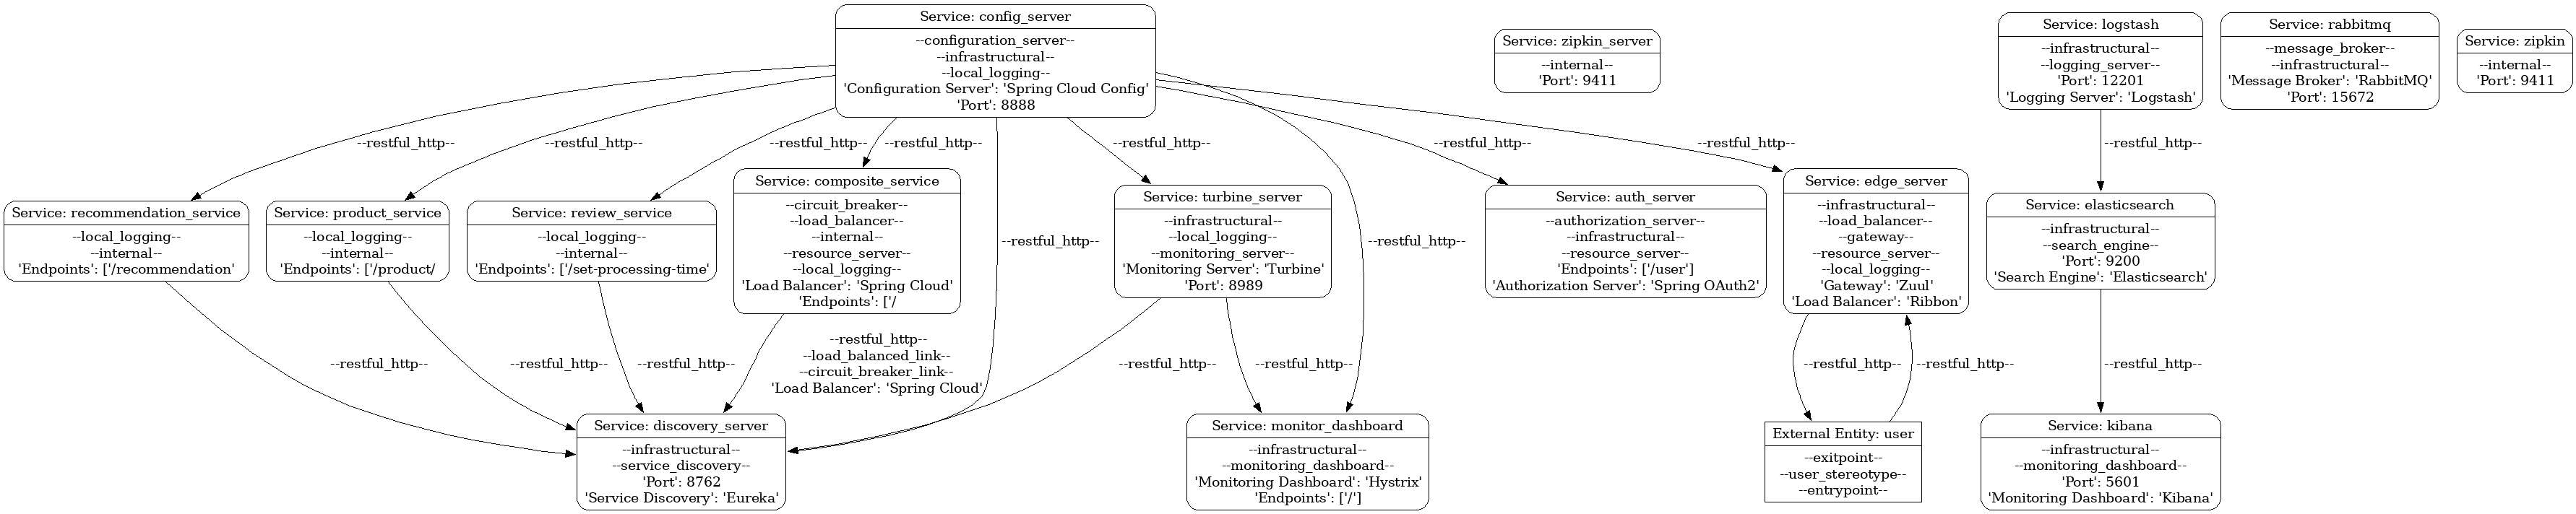 Service: config_server
--configuration_server--
--infrastructural--
--local_logging--
'Configuration Server': 'Spring Cloud Config'
'Port': 8888
Service: zipkin_server
--internal--
'Port': 9411
Service: logstash
--infrastructural--
--logging_server--
'Port': 12201
'Logging Server': 'Logstash'
Service: rabbitmq
--message_broker--
--infrastructural--
'Message Broker': 'RabbitMQ'
'Port': 15672
Service: zipkin
--internal--
'Port': 9411
--restful_http--
--restful_http--
--restful_http--
--restful_http--
--restful_http--
--restful_http--
--restful_http--
--restful_http--
Service: recommendation_service
--local_logging--
--internal--
'Endpoints': ['/recommendation'
Service: product_service
--local_logging--
--internal--
'Endpoints': ['/product/
Service: review_service
--local_logging--
--internal--
'Endpoints': ['/set-processing-time'
Service: composite_service
--circuit_breaker--
--load_balancer--
--internal--
--resource_server--
--local_logging--
'Load Balancer': 'Spring Cloud'
'Endpoints': ['/
--restful_http--
Service: turbine_server
--infrastructural--
--local_logging--
--monitoring_server--
'Monitoring Server': 'Turbine'
'Port': 8989
--restful_http--
Service: auth_server
--authorization_server--
--infrastructural--
--resource_server--
'Endpoints': ['/user']
'Authorization Server': 'Spring OAuth2'
Service: edge_server
--infrastructural--
--load_balancer--
--gateway--
--resource_server--
--local_logging--
'Gateway': 'Zuul'
'Load Balancer': 'Ribbon'
Service: elasticsearch
--infrastructural--
--search_engine--
'Port': 9200
'Search Engine': 'Elasticsearch'
--restful_http--
--restful_http--
--restful_http--
--restful_http--
--load_balanced_link--
--circuit_breaker_link--
'Load Balancer': 'Spring Cloud'
--restful_http--
--restful_http--
--restful_http--
--restful_http--
--restful_http--
Service: discovery_server
--infrastructural--
--service_discovery--
'Port': 8762
'Service Discovery': 'Eureka'
Service: monitor_dashboard
--infrastructural--
--monitoring_dashboard--
'Monitoring Dashboard': 'Hystrix'
'Endpoints': ['/']
External Entity: user
--exitpoint--
--user_stereotype--
--entrypoint--
Service: kibana
--infrastructural--
--monitoring_dashboard--
'Port': 5601
'Monitoring Dashboard': 'Kibana'